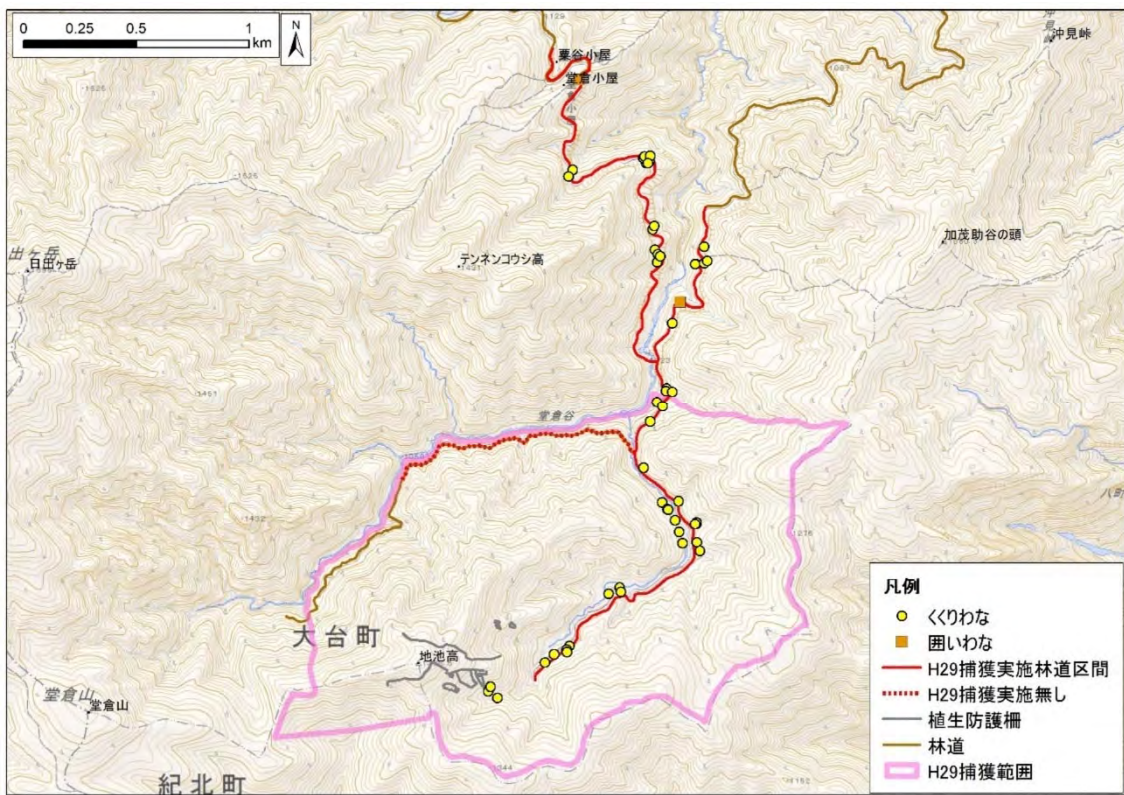 0 0.25 0.5 1
km
N
1129
粟谷小屋
堂倉小屋
沖見峠
加茂助谷の頭
出ヶ岳
日出ヶ岳
テンネンコウシ高
堂倉谷
大台町
地池高
堂倉山
堂倉山
紀北町
凡例
くくりわな
囲いわな
H29捕獲実施林道区間
H29捕獲実施無し
植生防護柵
林道
H29捕獲範囲